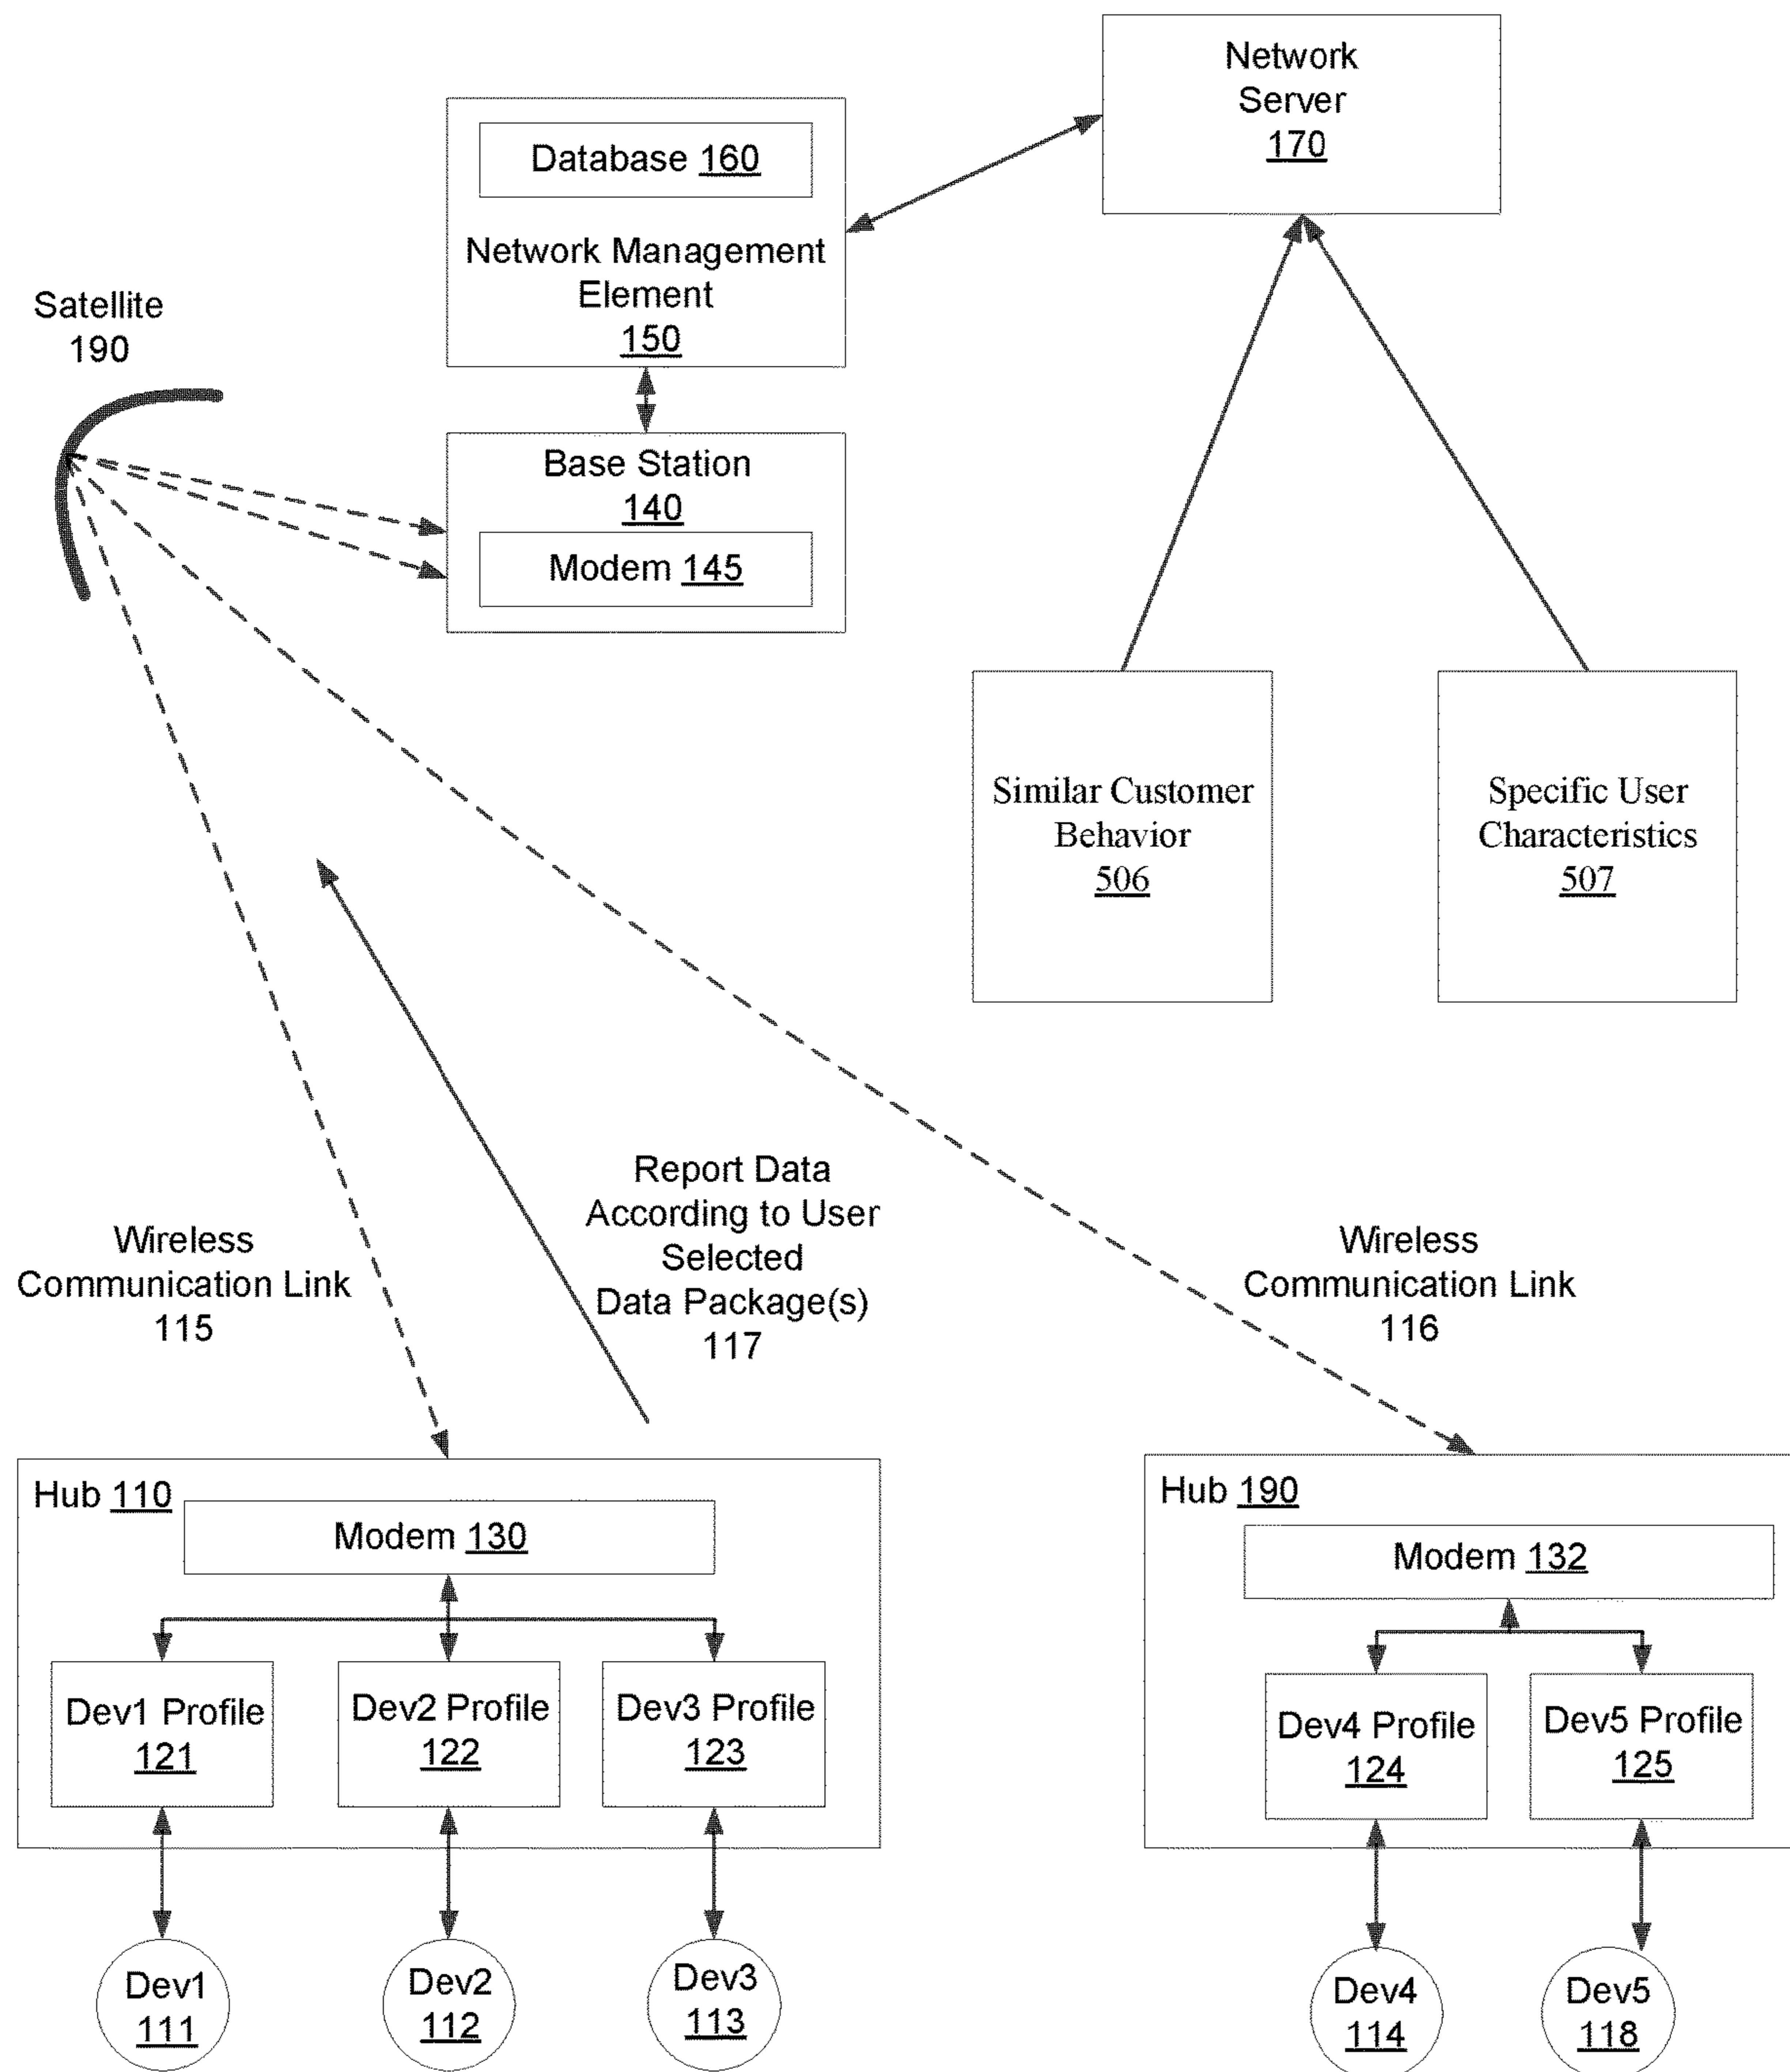 Network
Server
170
Database 160
Network Management
Element
150
Satellite
190
Base Station
140
Modem 145
Similar Customer
Behavior
506
Specific User
Characteristics
507
Report Data
According to User
Selected
Data Package(s)
117
Wireless
Communication Link
115
Wireless
Communication Link
116
Hub 110
Modem 130
Dev1 Profile
121
Dev2 Profile
122
Dev3 Profile
123
Dev1
111
Dev2
112
Dev3
113
Hub 190
Modem 132
Dev4 Profile
124
Dev5 Profile
125
Dev4
114
Dev5
118